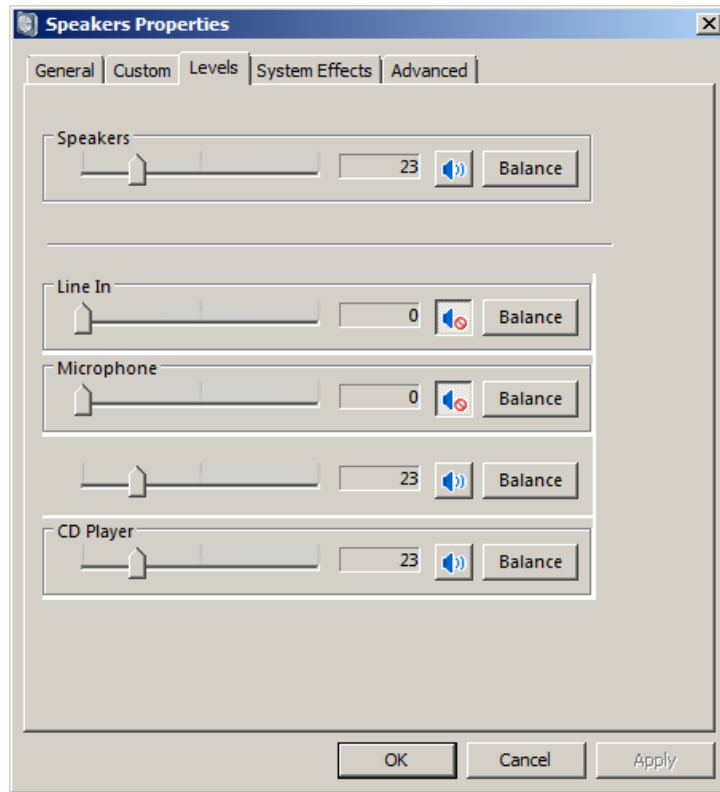 Speakers Properties
General Custom Levels System Effects Advanced
Speakers
23 Balance
Line In
0 Balance
Microphone
0 Balance
23 Balance
CD Player
23 Balance
OK Cancel Apply